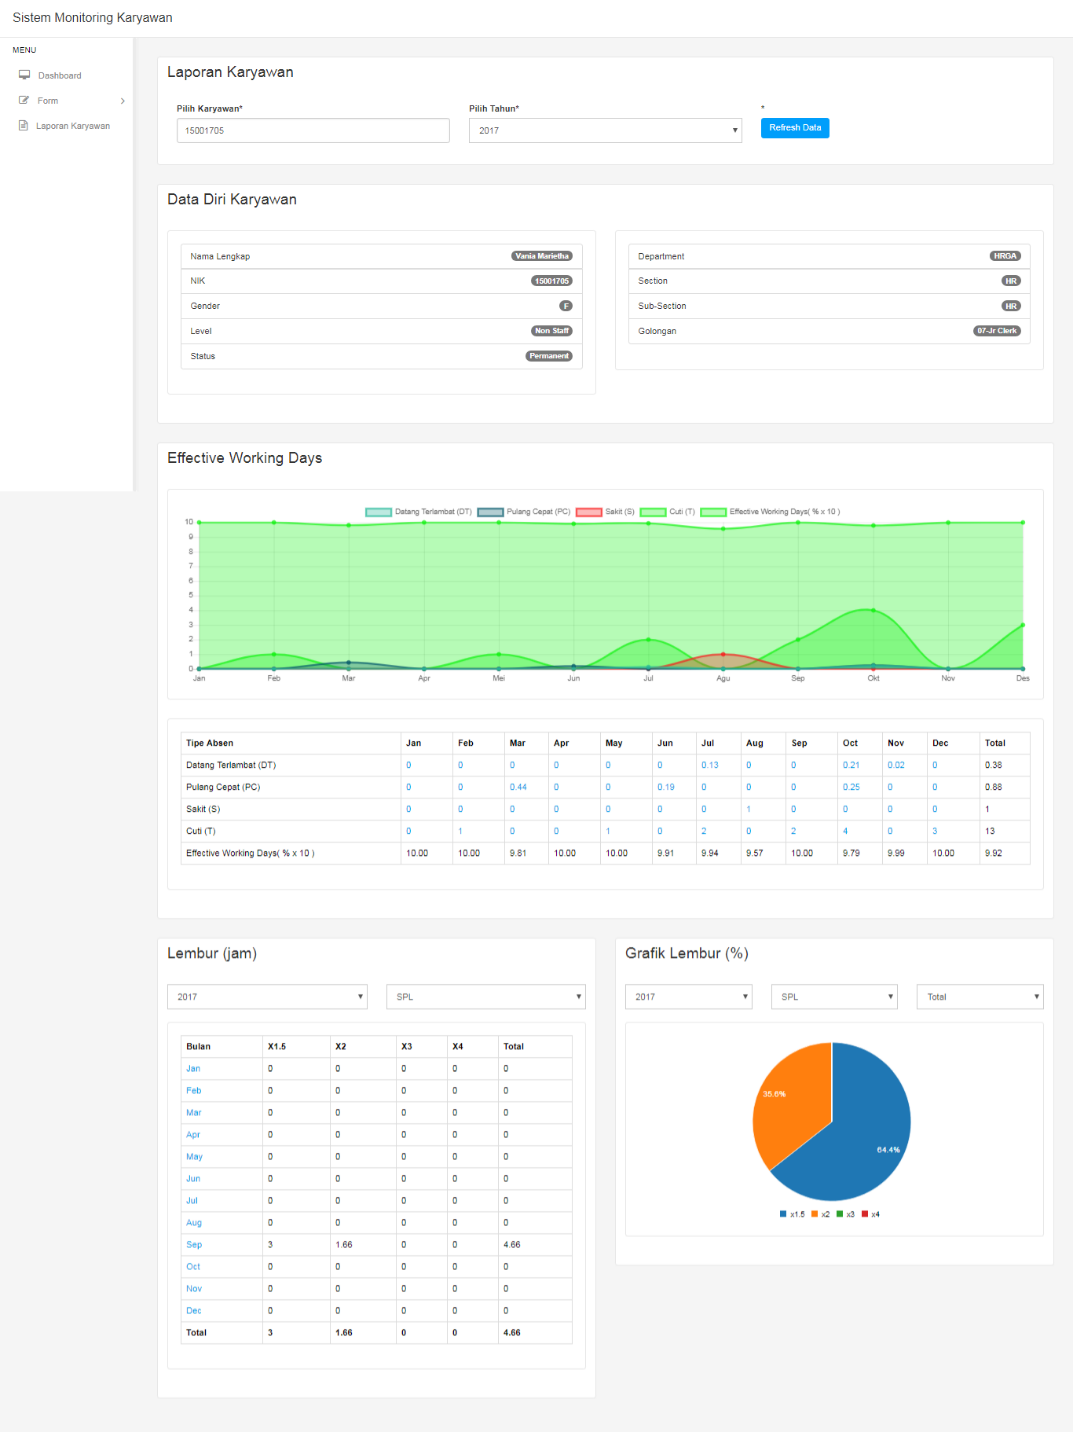 Sistem Monitoring Karyawan
MENU
Dashboard
Form
Laporan Karyawan
Laporan Karyawan
Pilih Karyawan* Pilih Tahun* *
15001705 2017 Refresh Data
Data Diri Karyawan
Nama Lengkap Vania Marietha
NIK 15001705
Gender F
Level Non Staff
Status Permanent
Department HRGA
Section HR
Sub-Section HR
Golongan 07-Jr Clerk
Effective Working Days
Datang Terlambat (DT) Pulang Cepat (PC) Sakit (S) Cuti (T) Effective Working Days( % x 10 )
10
9
8
7
6
5
4
3
2
1
0
Jan Feb Mar Apr Mei Jun Jul Agu Sep Okt Nov Des
Tipe Absen Jan Feb Mar Apr May Jun Jul Aug Sep Oct Nov Dec Total
Datang Terlambat (DT) 0 0 0 0 0 0 0.13 0 0 0.21 0.02 0 0.38
Pulang Cepat (PC) 0 0 0.44 0 0 0.19 0 0 0 0.25 0 0 0.88
Sakit (S) 0 0 0 0 0 0 0 1 0 0 0 0 1
Cuti (T) 0 1 0 0 1 0 2 0 2 4 0 3 13
Effective Working Days( % x 10 ) 10.00 10.00 9.81 10.00 10.00 9.91 9.94 9.57 10.00 9.79 9.99 10.00 9.92
Lembur (jam)
2017 SPL
Bulan X1.5 X2 X3 X4 Total
Jan 0 0 0 0 0
Feb 0 0 0 0 0
Mar 0 0 0 0 0
Apr 0 0 0 0 0
May 0 0 0 0 0
Jun 0 0 0 0 0
Jul 0 0 0 0 0
Aug 0 0 0 0 0
Sep 3 1.66 0 0 4.66
Oct 0 0 0 0 0
Nov 0 0 0 0 0
Dec 0 0 0 0 0
Total 3 1.66 0 0 4.66
Grafik Lembur (%)
2017 SPL Total
35.6%
64.4%
x1.5 x2 x3 x4